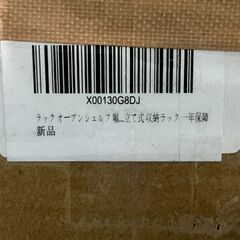 X00130G8DJ
ラック オープンシェルフ 幅...立て式 収納ラック 一年保障
新品